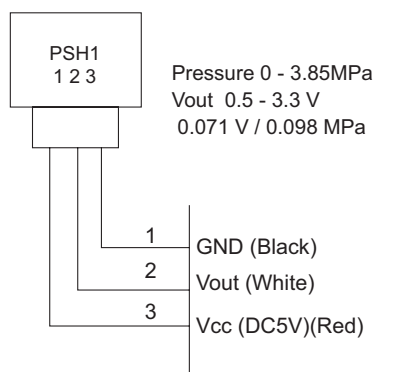 PSH1
1 2 3
Pressure 0 - 3.85MPa
Vout 0.5 - 3.3 V
0.071 V / 0.098 MPa
1
GND (Black)
2
Vout (White)
3
Vcc (DC5V)(Red)